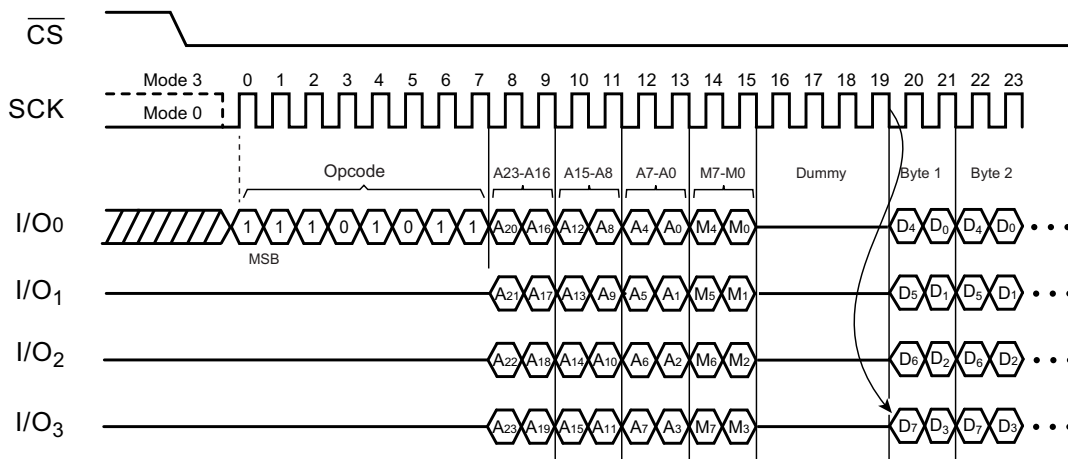 CS
Mode 3 0 1 2 3 4 5 6 7 8 9 10 11 12 13 14 15 16 17 18 19 20 21 22 23
SCK
Mode 0
Opcode A23-A16 A15-A8 A7-A0 M7-M0 Dummy Byte 1 Byte 2
I/O0 1 1 1 0 1 0 1 1 A20 A16 A12 A8 A4 A0 M4 M0 D4 D0 D4 D0
MSB
I/O1 A21 A17 A13 A9 A5 A1 M5 M1 D5 D1 D5 D1
I/O2 A22 A18 A14 A10 A6 A2 M6 M2 D6 D2 D6 D2
I/O3 A23 A19 A15 A11 A7 A3 M7 M3 D7 D3 D7 D3